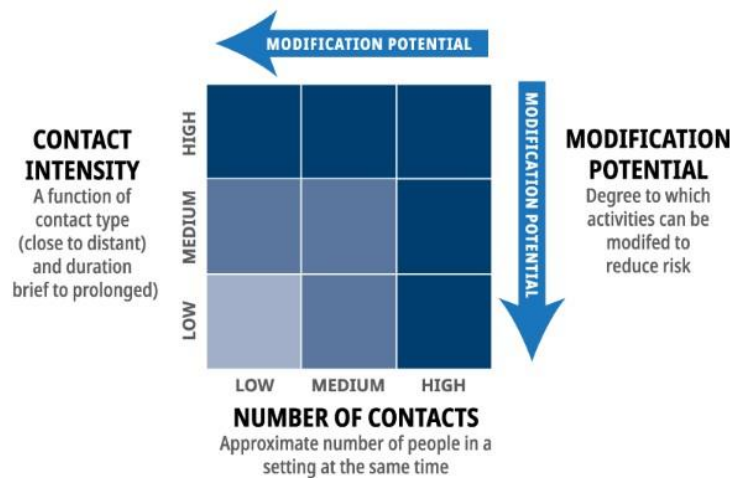 MODIFICATION POTENTIAL
CONTACT
INTENSITY
A function of
contact type
(close to distant)
and duration
brief to prolonged)
HIGH
MEDIUM
LOW
MODIFICATION POTENTIAL
MODIFICATION
POTENTIAL
Degree to which
activities can be
modifed to
reduce risk
LOW MEDIUM HIGH
NUMBER OF CONTACTS
Approximate number of people in a
setting at the same time